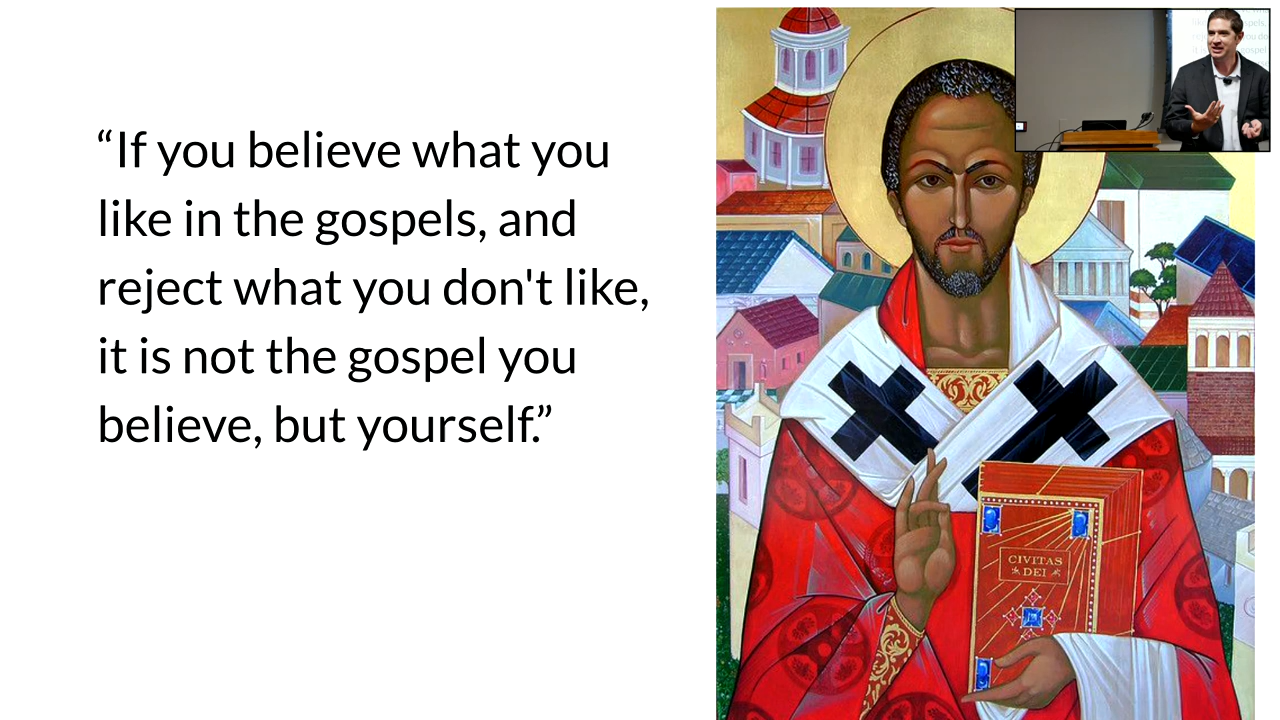 “If you believe what you
like in the gospels, and
reject what you don't like,
it is not the gospel you
believe, but yourself.”
CIVITAS
DEI